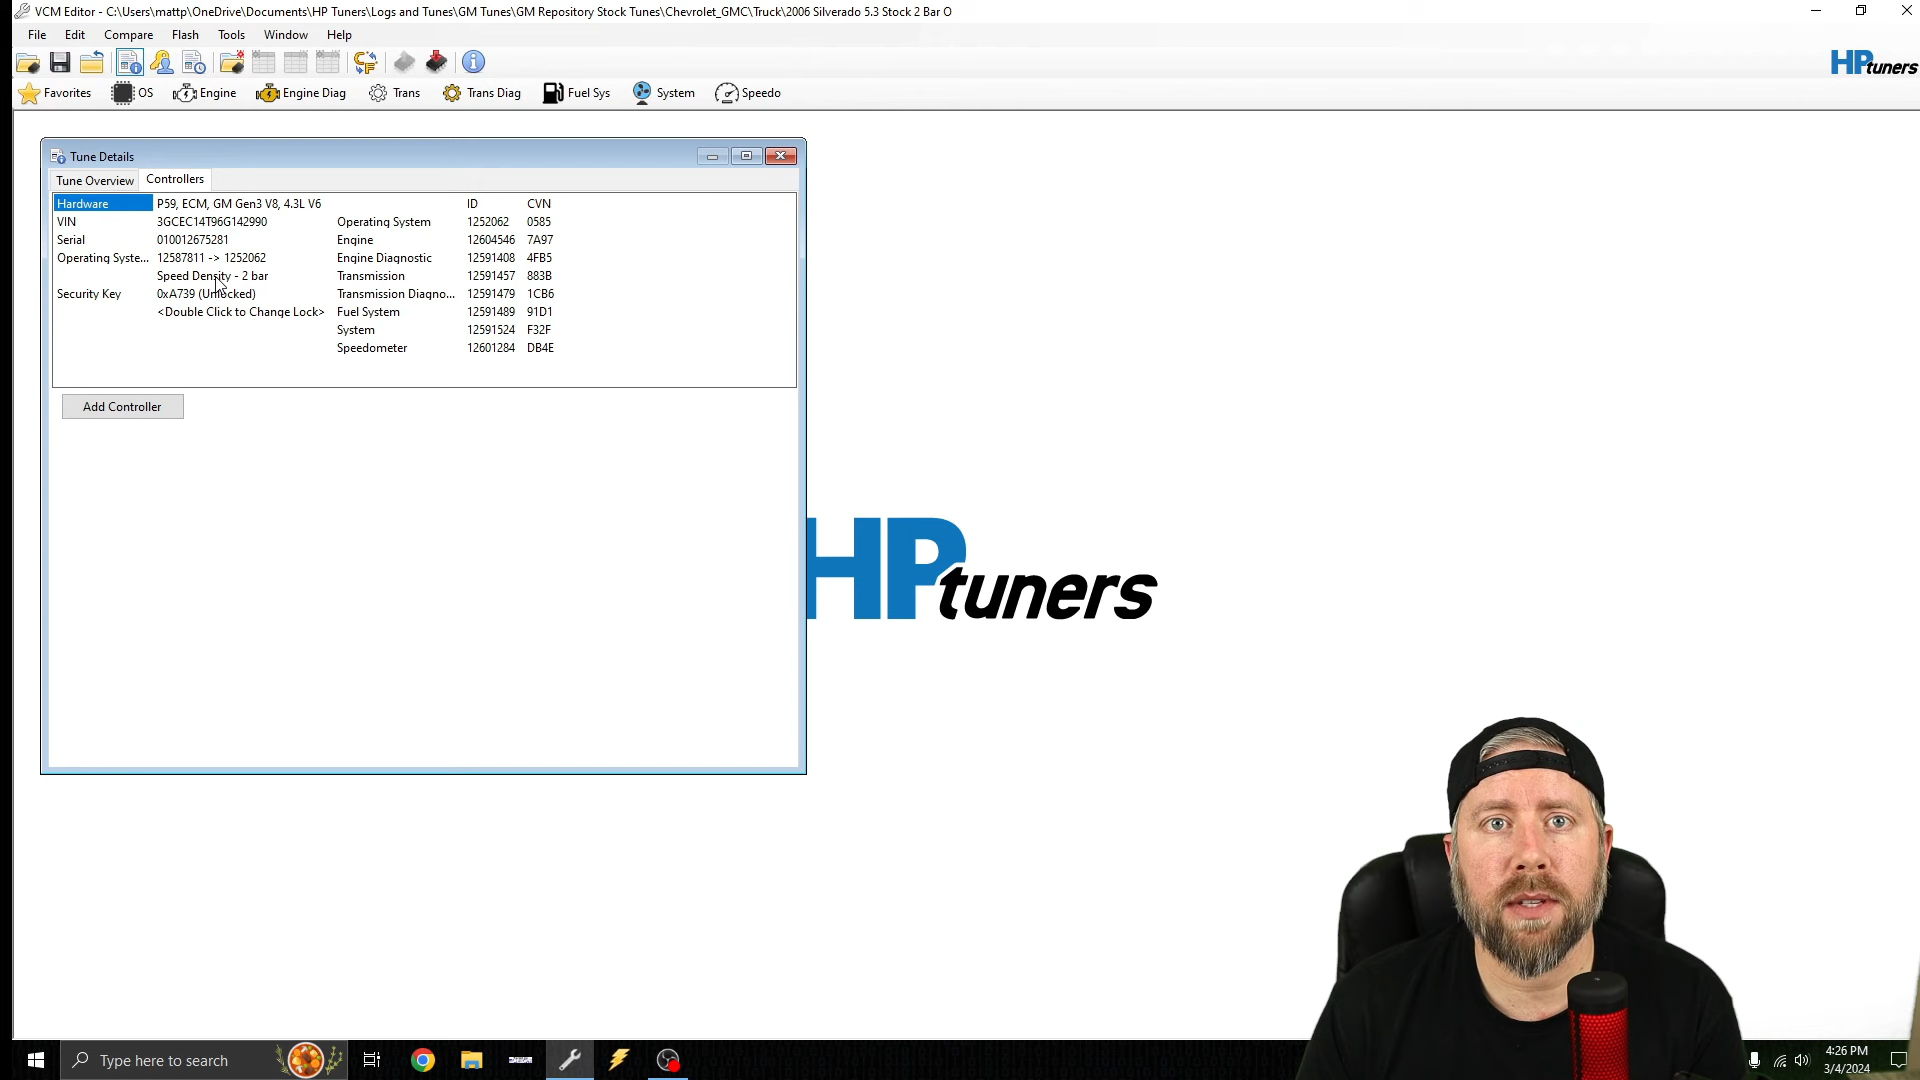 VCM Editor - C:\Users\mattp\OneDrive\Documents\HP Tuners\Logs and Tunes\GM Tunes\GM Repository Stock Tunes\Chevrolet_GMC\Truck\2006 Silverado 5.3 Stock 2 Bar O
File Edit Compare Flash Tools Window Help
HPtuners
Favorites OS Engine Engine Diag Trans Trans Diag Fuel Sys System Speedo
Tune Details
Tune Overview Controllers
Hardware P59, ECM, GM Gen3 V8, 4.3L V6 ID CVN
VIN 3GCEC14T96G142990 Operating System 1252062 0585
Serial 010012675281 Engine 12604546 7A97
Operating Syste... 12587811 -> 1252062 Engine Diagnostic 12591408 4FB5
Speed Density - 2 bar Transmission 12591457 883B
Security Key 0xA739 (Unlocked) Transmission Diagno... 12591479 1CB6
<Double Click to Change Lock> Fuel System 12591489 91D1
System 12591524 F32F
Speedometer 12601284 DB4E
Add Controller
HPtuners
Type here to search
4:26 PM
3/4/2024